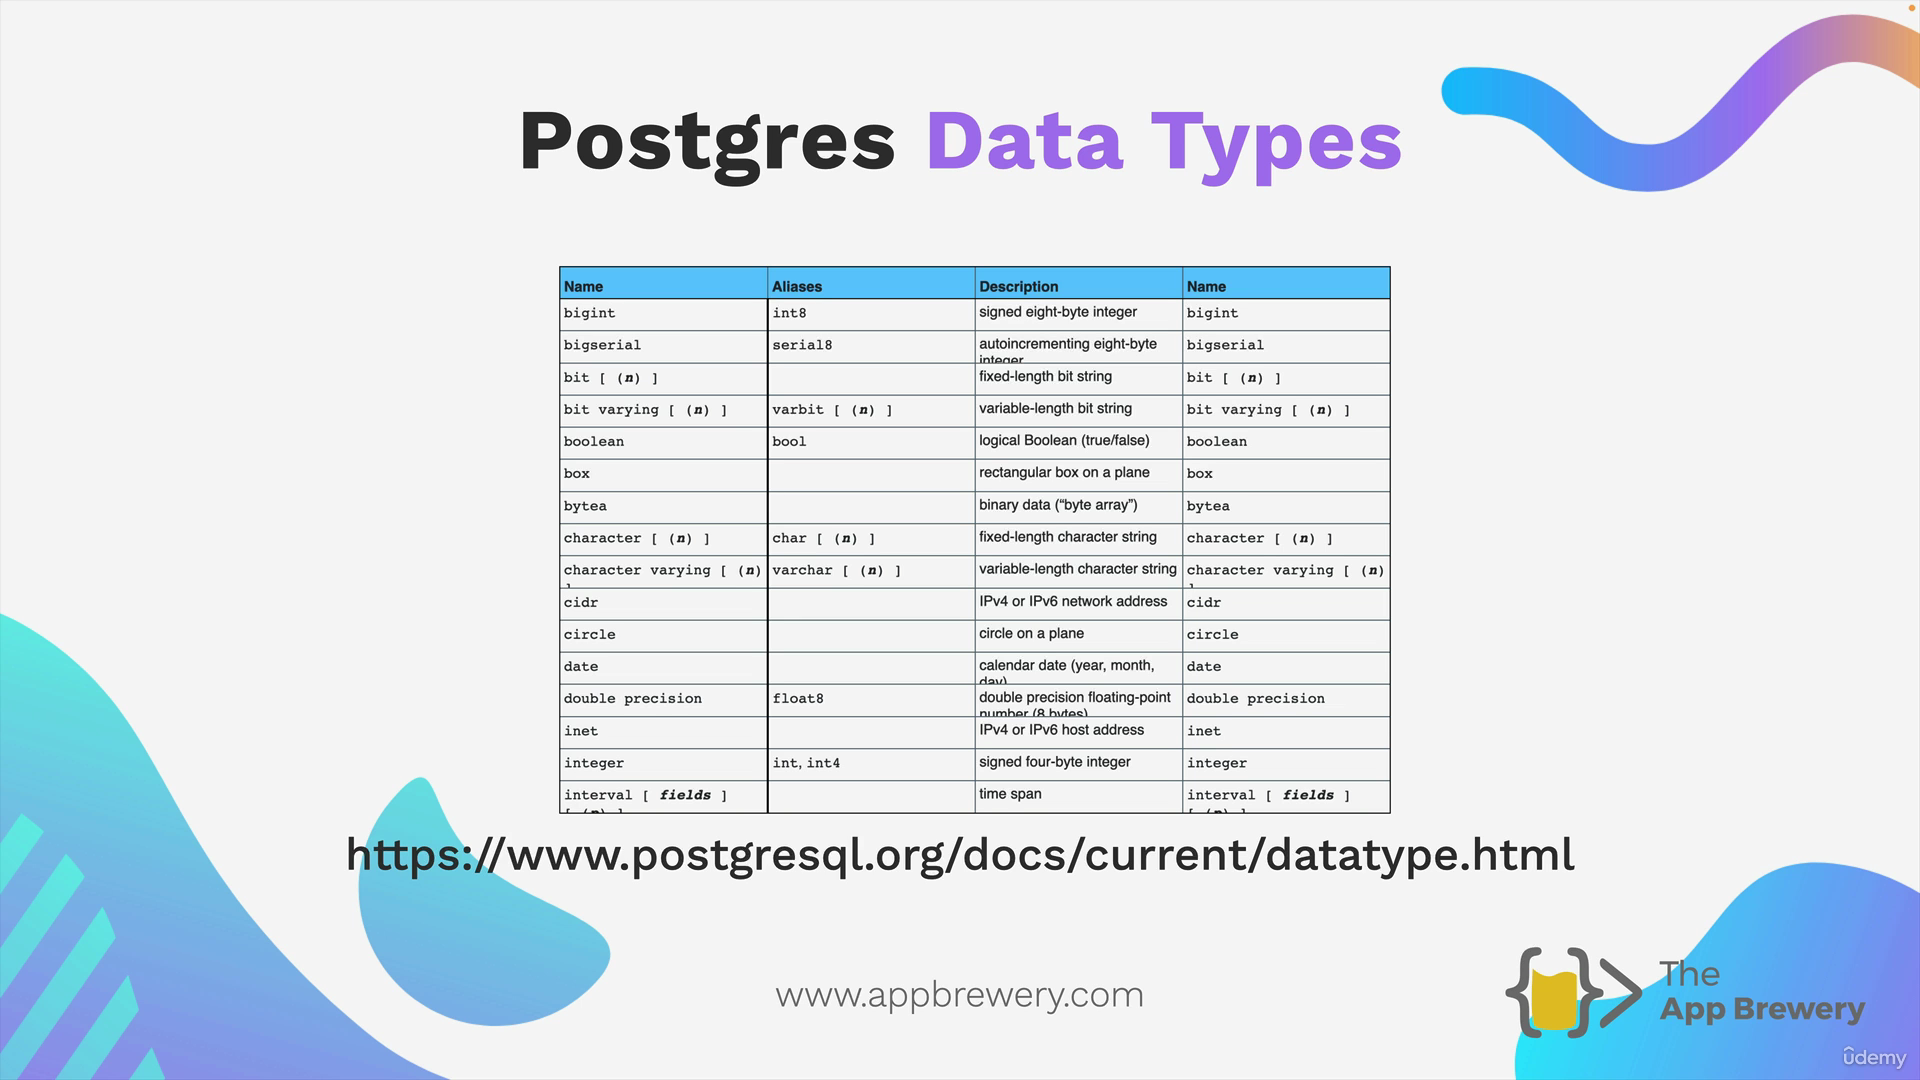 Postgres Data Types
Name Aliases Description Name
bigint int8 signed eight-byte integer bigint
bigserial serial8 autoincrementing eight-byte integer bigserial
bit [ (n) ] fixed-length bit string bit [ (n) ]
bit varying [ (n) ] varbit [ (n) ] variable-length bit string bit varying [ (n) ]
boolean bool logical Boolean (true/false) boolean
box rectangular box on a plane box
bytea binary data (“byte array”) bytea
character [ (n) ] char [ (n) ] fixed-length character string character [ (n) ]
character varying [ (n) ] varchar [ (n) ] variable-length character string character varying [ (n) ]
cidr IPv4 or IPv6 network address cidr
circle circle on a plane circle
date calendar date (year, month, day) date
double precision float8 double precision floating-point number (8 bytes) double precision
inet IPv4 or IPv6 host address inet
integer int, int4 signed four-byte integer integer
interval [ fields ] [ (p) ] time span interval [ fields ] [ (p) ]
https://www.postgresql.org/docs/current/datatype.html
www.appbrewery.com
The
App Brewery
ûdemy